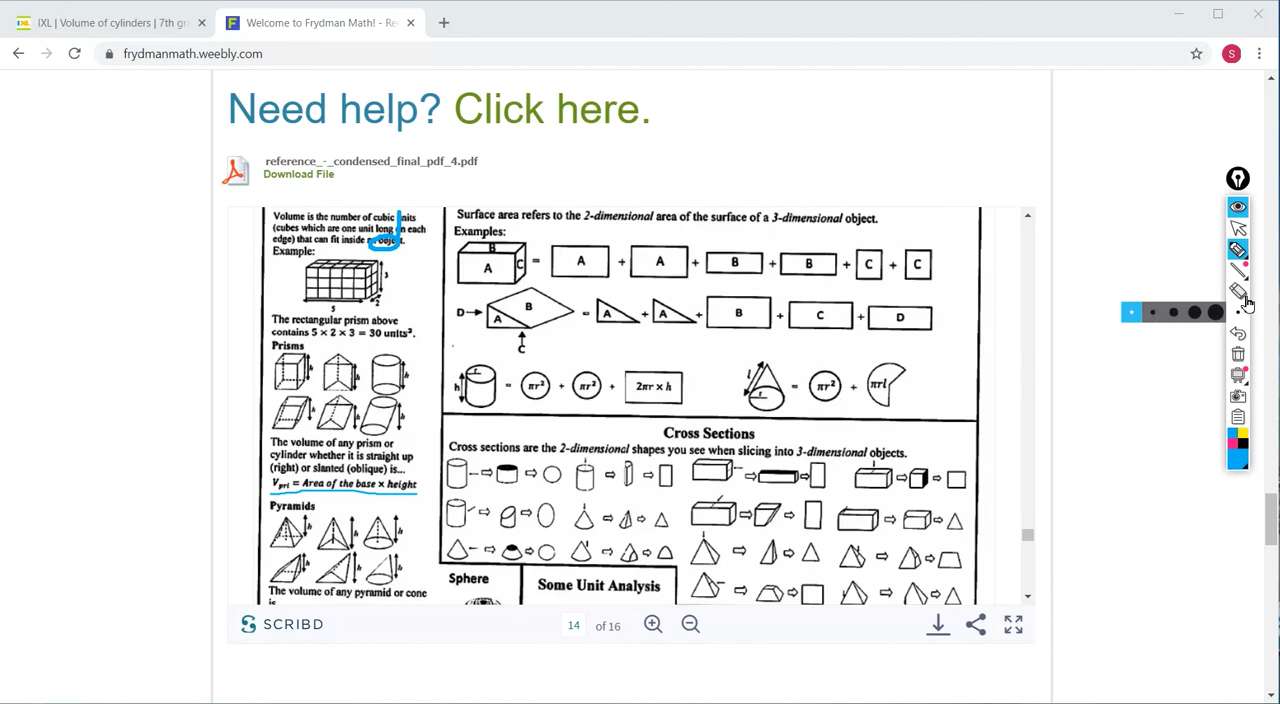 IXL | Volume of cylinders | 7th gr
Welcome to Frydman Math! - Re
frydmanmath.weebly.com
S
Need help? Click here.
reference_-_condensed_final_pdf_4.pdf
Download File
Volume is the number of cubic units
(cubes which are one unit long on each
edge) that can fit inside an object.
Example:
3
5
2
The rectangular prism above
contains 5 × 2 × 3 = 30 units³.
Prisms
h h h
h h h
The volume of any prism or
cylinder whether it is straight up
(right) or slanted (oblique) is...
Vpri = Area of the base × height
Pyramids
h h h
h h h
The volume of any pyramid or cone
is
Surface area refers to the 2-dimensional area of the surface of a 3-dimensional object.
Examples:
B A C = A + A + B + B + C + C
D B A C = A + A + B + C + D
h r = πr² + πr² + 2πr × h
l r = πr² + πrl
Cross Sections
Cross sections are the 2-dimensional shapes you see when slicing into 3-dimensional objects.
Sphere
Some Unit Analysis
SCRIBD
14 of 16